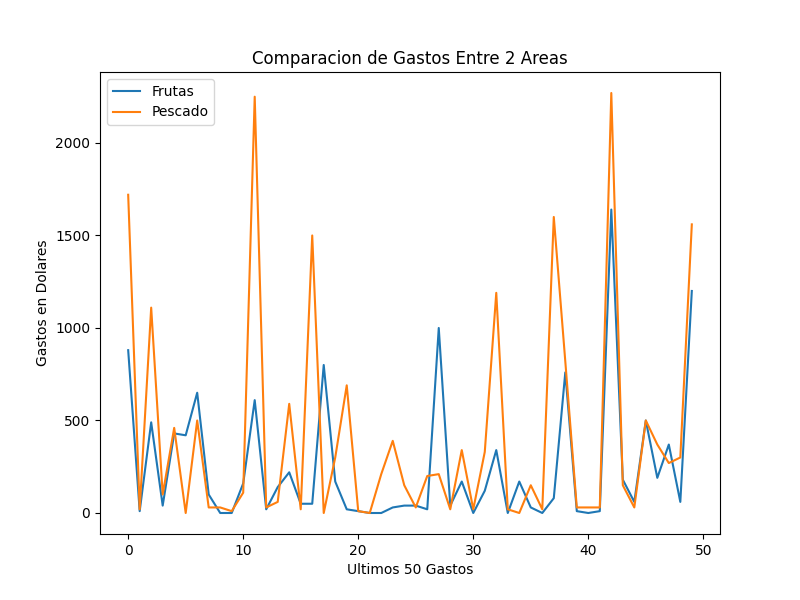 Comparacion de Gastos Entre 2 Areas
Frutas
Pescado
Gastos en Dolares
2000
1500
1000
500
0
0 10 20 30 40 50
Ultimos 50 Gastos